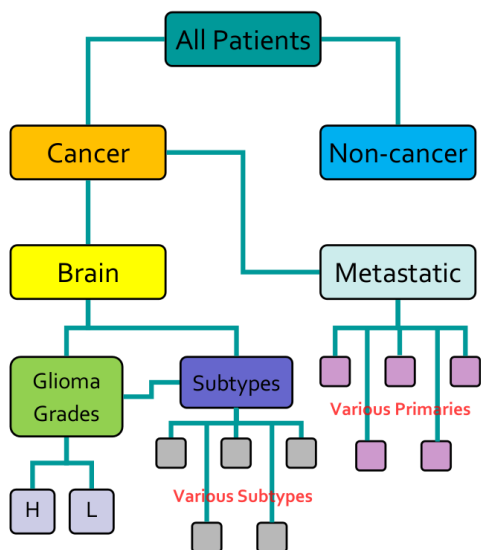 All Patients
Cancer
Non-cancer
Brain
Metastatic
Glioma
Grades
Subtypes
Various Primaries
H
L
Various Subtypes